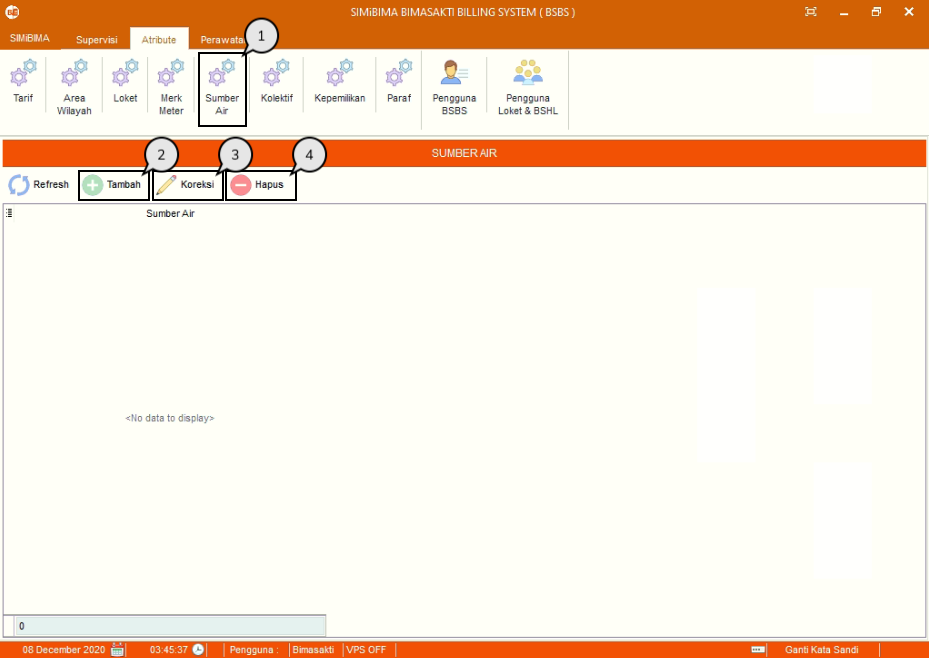 SIMiBIMA BIMASAKTI BILLING SYSTEM ( BSBS )
SIMiBIMA Supervisi Atribute Perawata
1
Tarif
Area
Wilayah
Loket
Merk
Meter
Sumber
Air
Kolektif
Kepemilikan
Paraf
Pengguna
BSBS
Pengguna
Loket & BSHL
SUMBER AIR
2 3 4
Refresh Tambah Koreksi Hapus
Sumber Air
<No data to display>
0
08 December 2020 03:45:37 Pengguna : Bimasakti VPS OFF Ganti Kata Sandi